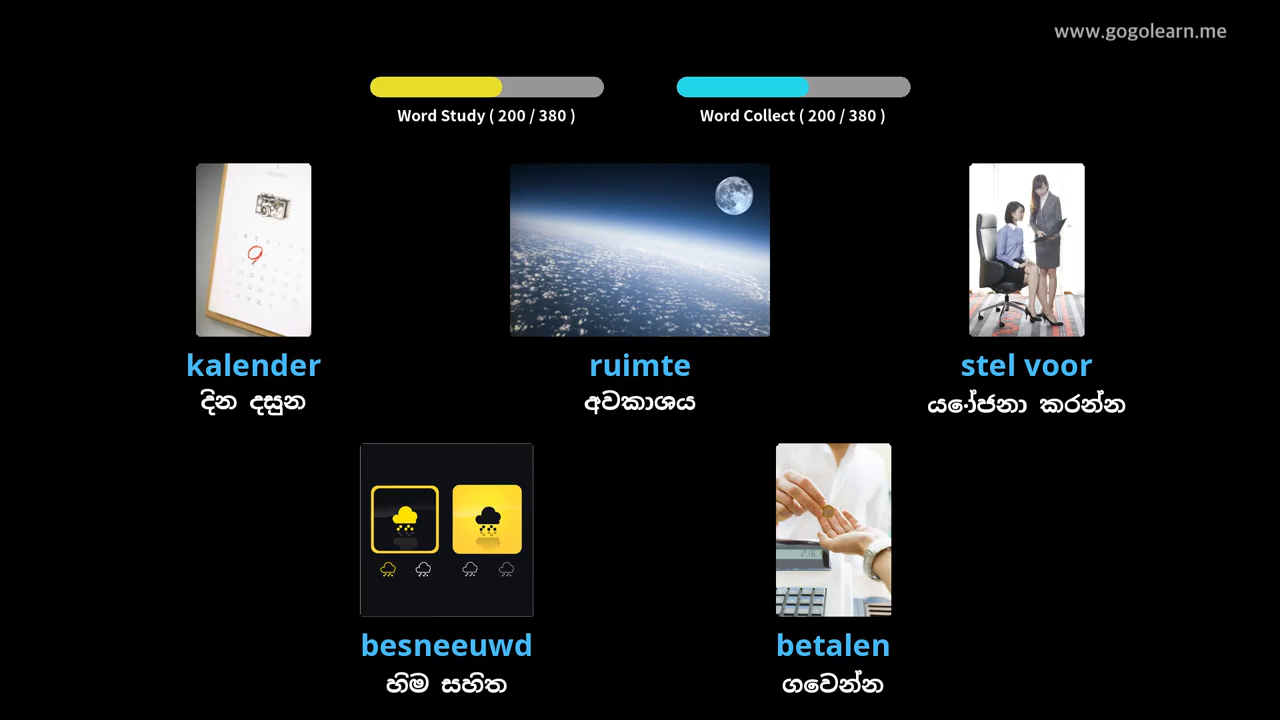 www.gogolearn.me
Word Study ( 200 / 380 )
Word Collect ( 200 / 380 )
kalender
දින දසුන
ruimte
අවකාශය
stel voor
යෝජනා කරන්න
besneeuwd
හිම සහිත
betalen
ගෙවන්න